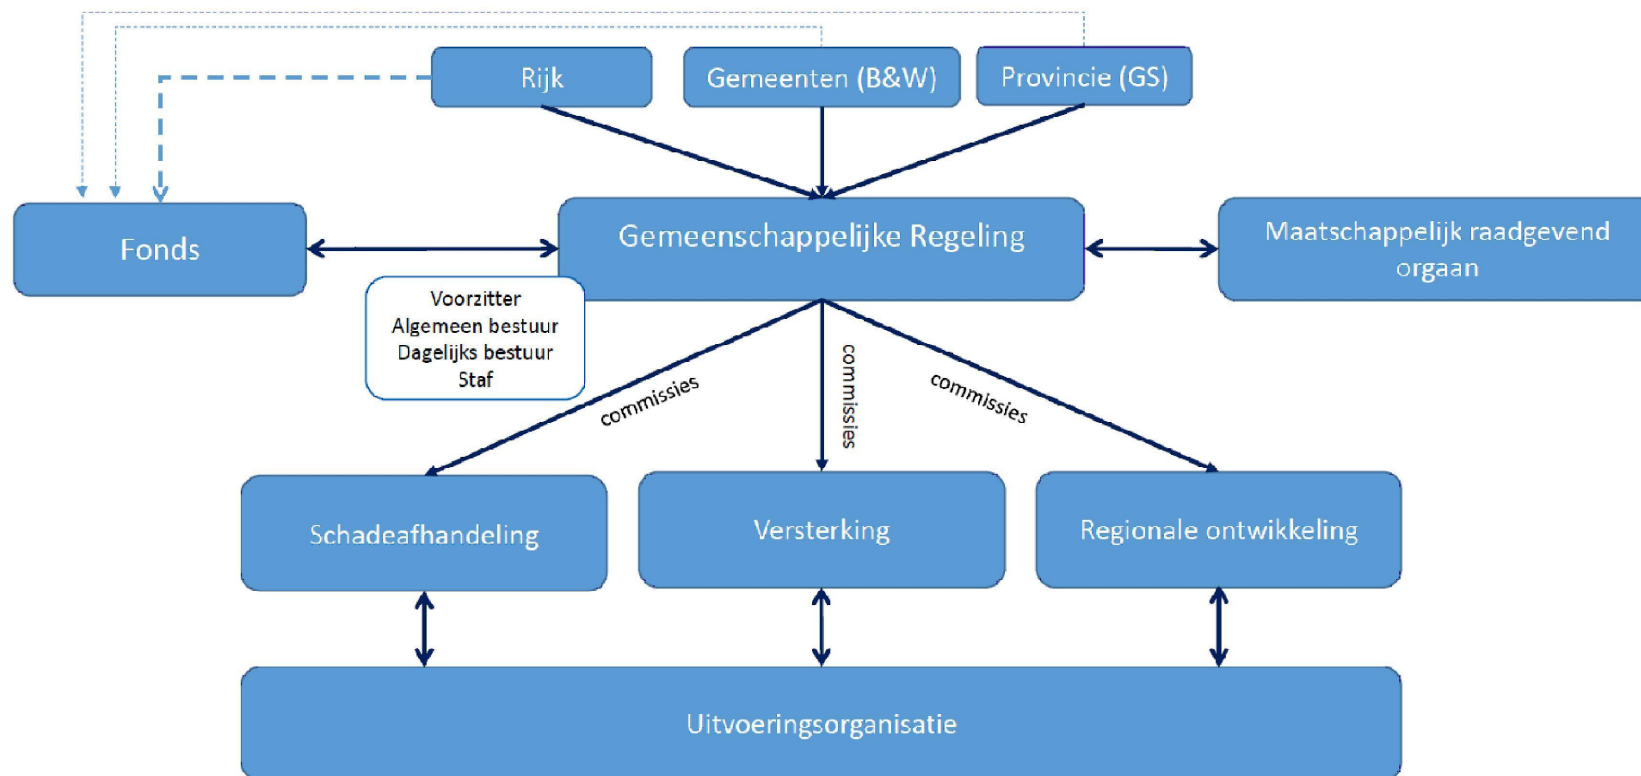 Rijk
Gemeenten (B&W)
Provincie (GS)
Fonds
Gemeenschappelijke Regeling
Maatschappelijk raadgevend
orgaan
Voorzitter
Algemeen bestuur
Dagelijks bestuur
Staf
commissies
commissies
commissies
Schadeafhandeling
Versterking
Regionale ontwikkeling
Uitvoeringsorganisatie